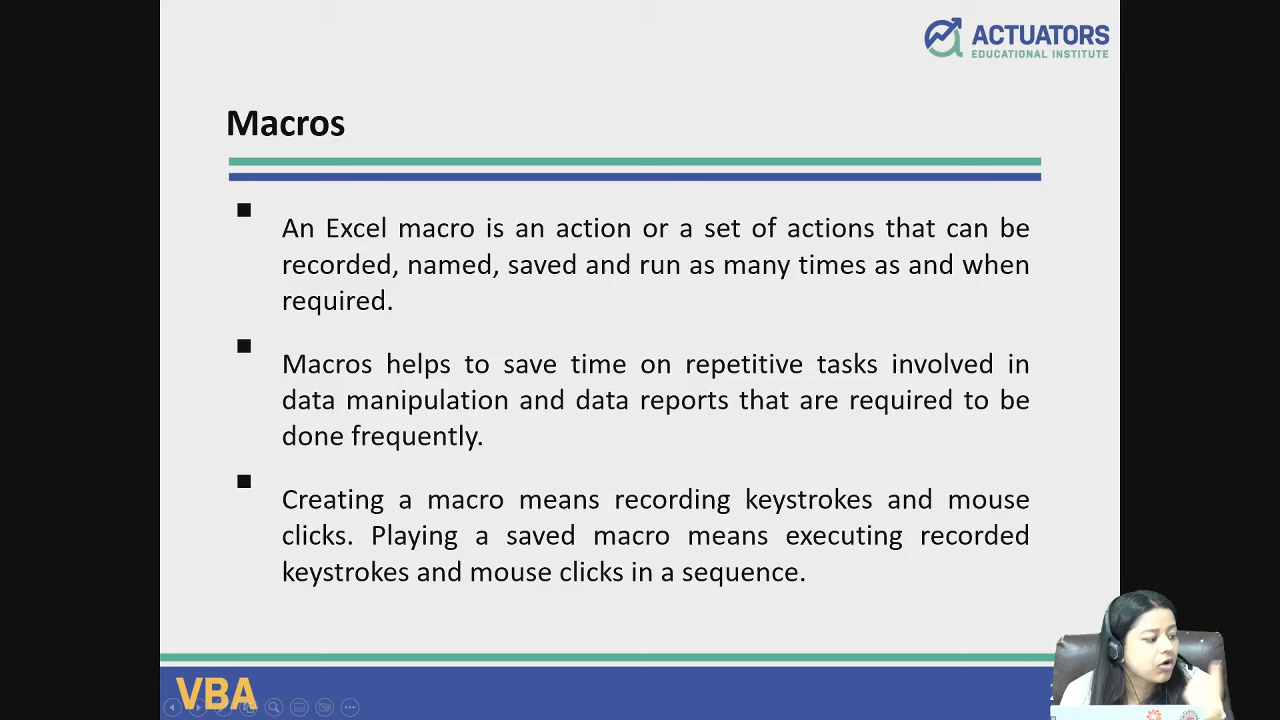 ACTUATORS
EDUCATIONAL INSTITUTE
Macros
An Excel macro is an action or a set of actions that can be
recorded, named, saved and run as many times as and when
required.
Macros helps to save time on repetitive tasks involved in
data manipulation and data reports that are required to be
done frequently.
Creating a macro means recording keystrokes and mouse
clicks. Playing a saved macro means executing recorded
keystrokes and mouse clicks in a sequence.
VBA